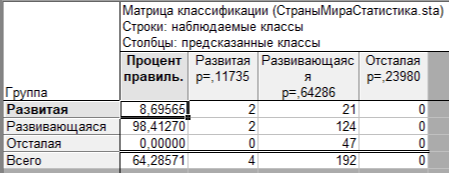 Матрица классификации (СтраныМираСтатистика.sta)
Строки: наблюдаемые классы
Столбцы: предсказанные классы
Группа Процент правиль. Развитая p=,11735 Развивающаяся p=,64286 Отсталая p=,23980
Развитая 8,69565 2 21 0
Развивающаяся 98,41270 2 124 0
Отсталая 0,00000 0 47 0
Всего 64,28571 4 192 0